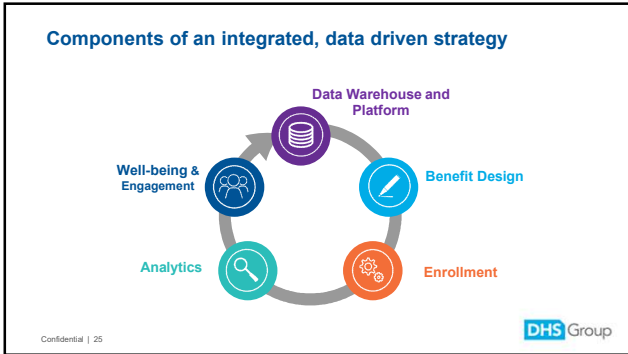 Components of an integrated, data driven strategy
Data Warehouse and
Platform
Well-being &
Engagement
Benefit Design
Analytics
Enrollment
Confidential | 25
DHS Group